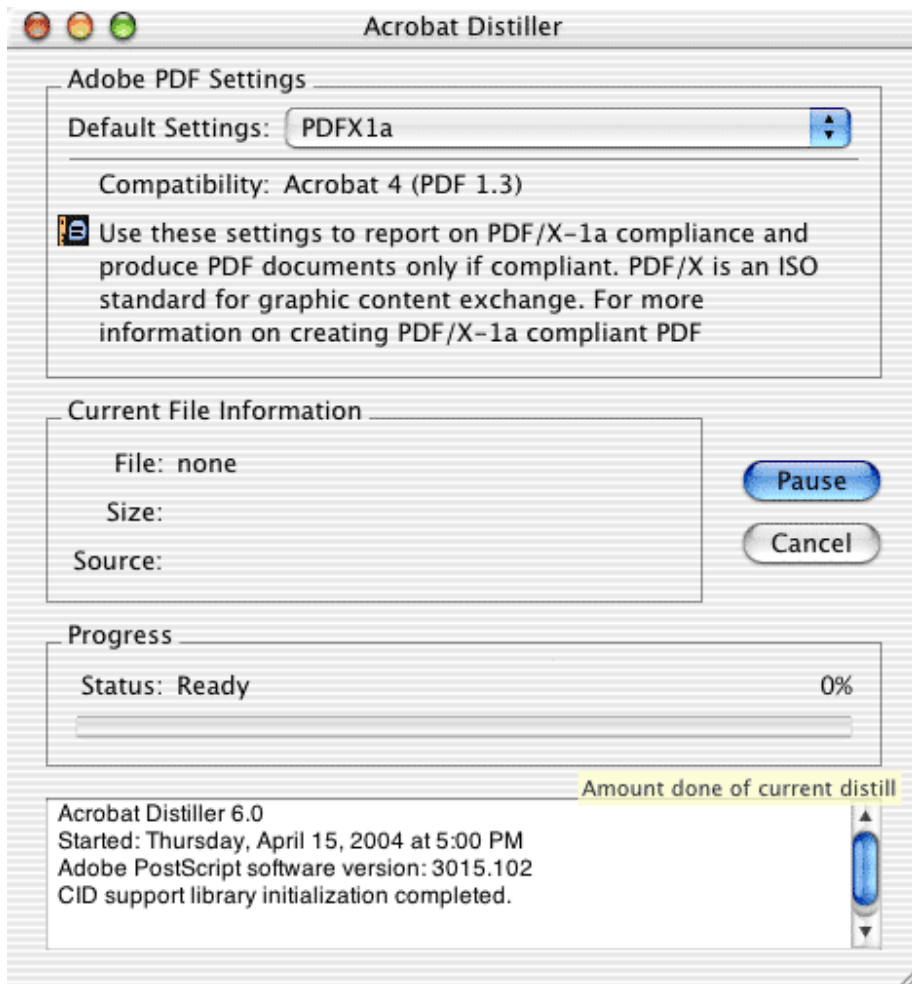 Acrobat Distiller
Adobe PDF Settings
Default Settings: PDFX1a
Compatibility: Acrobat 4 (PDF 1.3)
Use these settings to report on PDF/X-1a compliance and
produce PDF documents only if compliant. PDF/X is an ISO
standard for graphic content exchange. For more
information on creating PDF/X-1a compliant PDF
Current File Information
File: none
Size:
Source:
Pause
Cancel
Progress
Status: Ready 0%
Amount done of current distill
Acrobat Distiller 6.0
Started: Thursday, April 15, 2004 at 5:00 PM
Adobe PostScript software version: 3015.102
CID support library initialization completed.